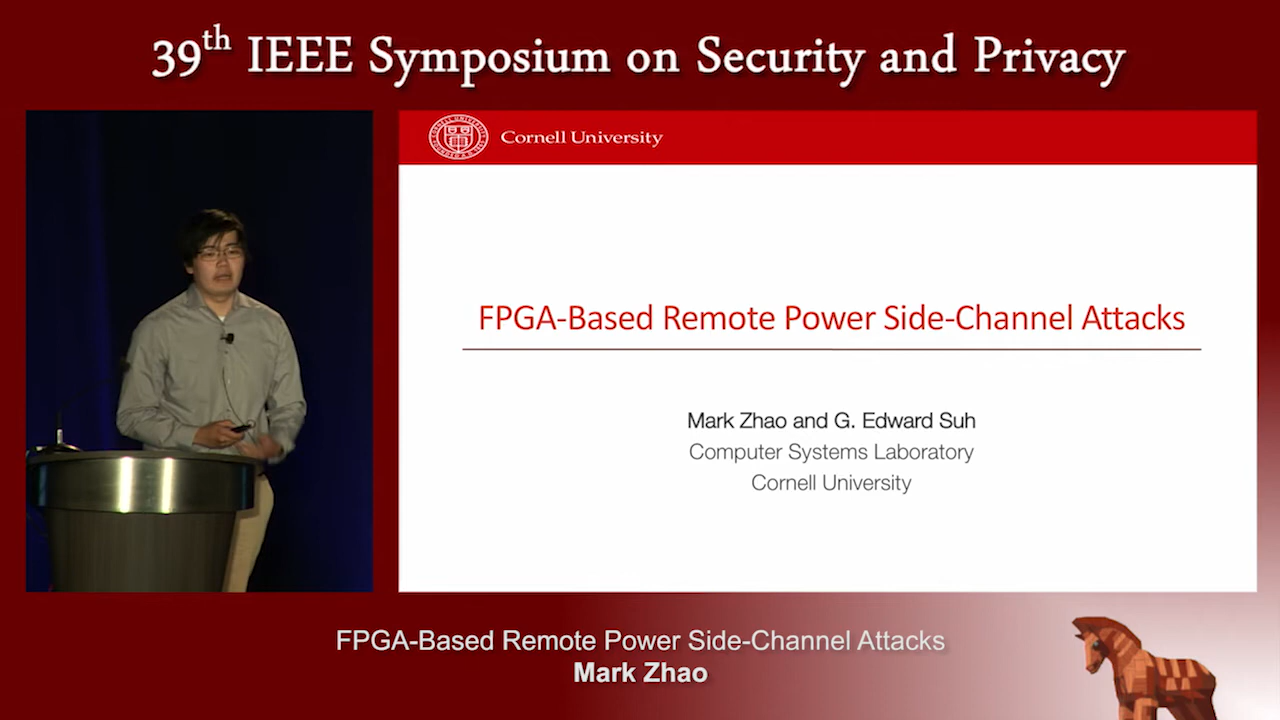 39th IEEE Symposium on Security and Privacy
Cornell University
FPGA-Based Remote Power Side-Channel Attacks
Mark Zhao and G. Edward Suh
Computer Systems Laboratory
Cornell University
FPGA-Based Remote Power Side-Channel Attacks
Mark Zhao